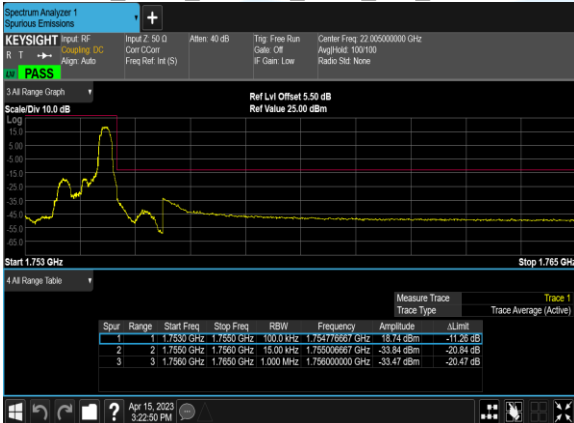 Spectrum Analyzer 1
Spurious Emissions
KEYSIGHT Input: RF Input Z: 50 Ω Atten: 40 dB Trig: Free Run Center Freq: 22.005000000 GHz
R T Coupling: DC Corr CCorr Gate: Off Avg|Hold: 100/100
Align: Auto Freq Ref: Int (S) IF Gain: Low Radio Std: None
PASS
3 All Range Graph
Ref Lvl Offset 5.50 dB
Scale/Div 10.0 dB Ref Value 25.00 dBm
Log
15.0
5.00
-5.00
-15.0
-25.0
-35.0
-45.0
-55.0
-65.0
Start 1.753 GHz Stop 1.765 GHz
4 All Range Table
Measure Trace Trace 1
Trace Type Trace Average (Active)
Spur Range Start Freq Stop Freq RBW Frequency Amplitude ΔLimit
1 1 1.7530 GHz 1.7550 GHz 100.0 kHz 1.754776667 GHz 18.74 dBm -11.26 dB
2 2 1.7550 GHz 1.7560 GHz 15.00 kHz 1.755006667 GHz -33.84 dBm -20.84 dB
3 3 1.7560 GHz 1.7650 GHz 1.000 MHz 1.756000000 GHz -33.47 dBm -20.47 dB
? Apr 15, 2023
3:22:50 PM